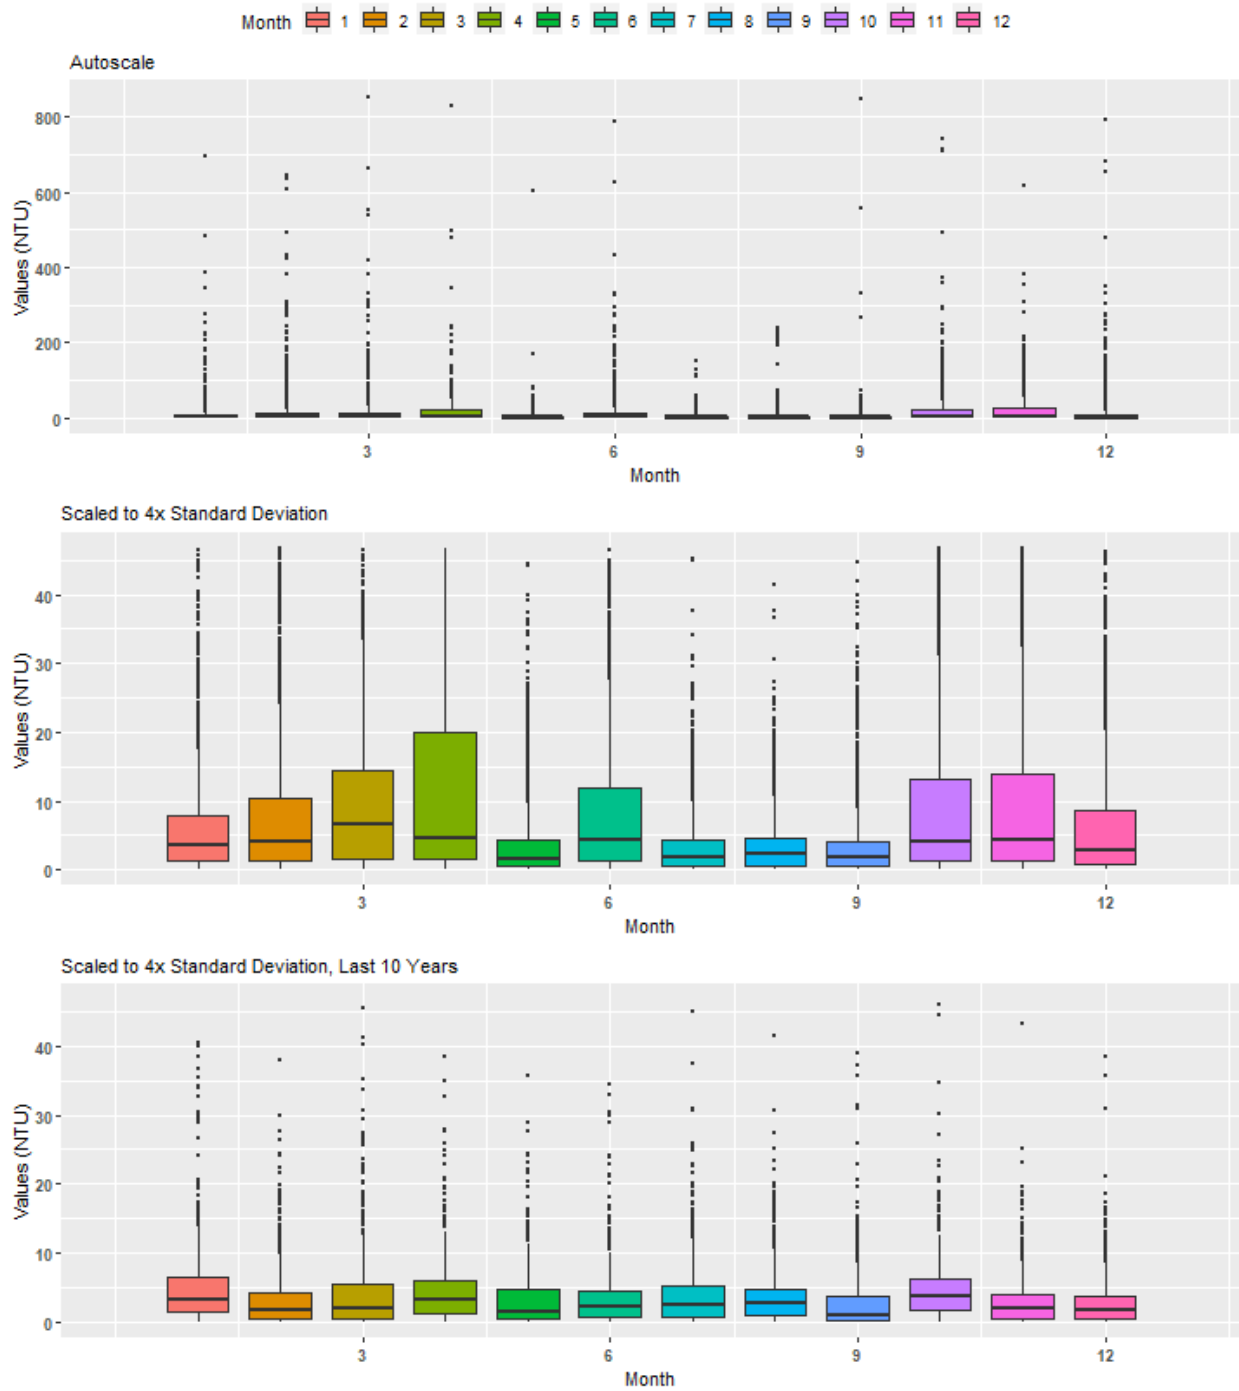 Month 1 2 3 4 5 6 7 8 9 10 11 12
Autoscale
Values (NTU)
800
600
400
200
0
3 6 9 12
Month
Scaled to 4x Standard Deviation
Values (NTU)
40
30
20
10
0
3 6 9 12
Month
Scaled to 4x Standard Deviation, Last 10 Years
Values (NTU)
40
30
20
10
0
3 6 9 12
Month